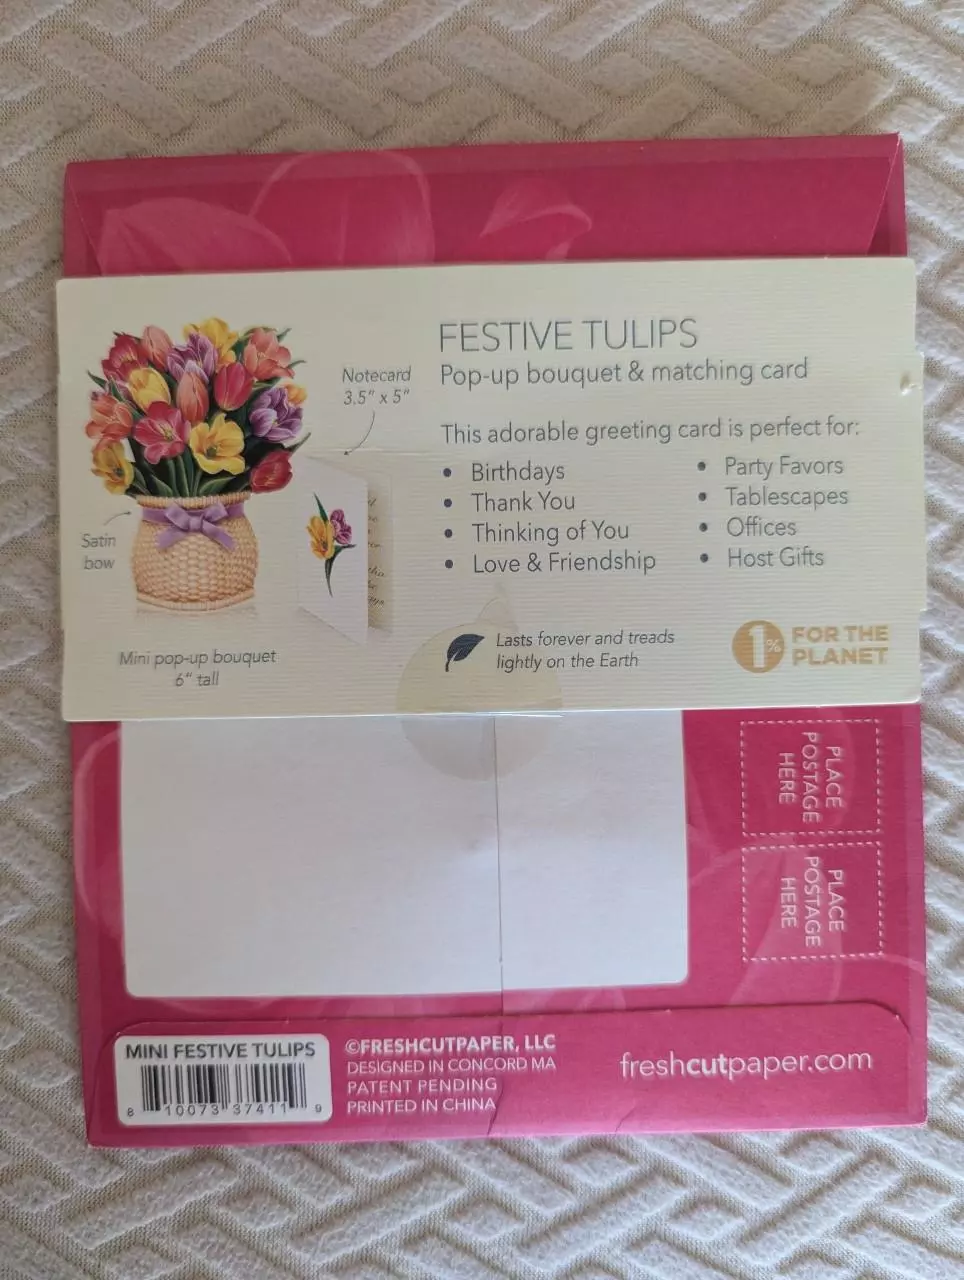 FESTIVE TULIPS
Pop-up bouquet & matching card
Notecard
3.5" x 5"
This adorable greeting card is perfect for:
• Birthdays
• Thank You
• Thinking of You
• Love & Friendship
• Party Favors
• Tablescapes
• Offices
• Host Gifts
Satin
bow
Mini pop-up bouquet
6" tall
Lasts forever and treads
lightly on the Earth
1%
FOR THE
PLANET
PLACE
POSTAGE
HERE
PLACE
POSTAGE
HERE
MINI FESTIVE TULIPS
8 10073 37411 9
©FRESHCUTPAPER, LLC
DESIGNED IN CONCORD MA
PATENT PENDING
PRINTED IN CHINA
freshcutpaper.com